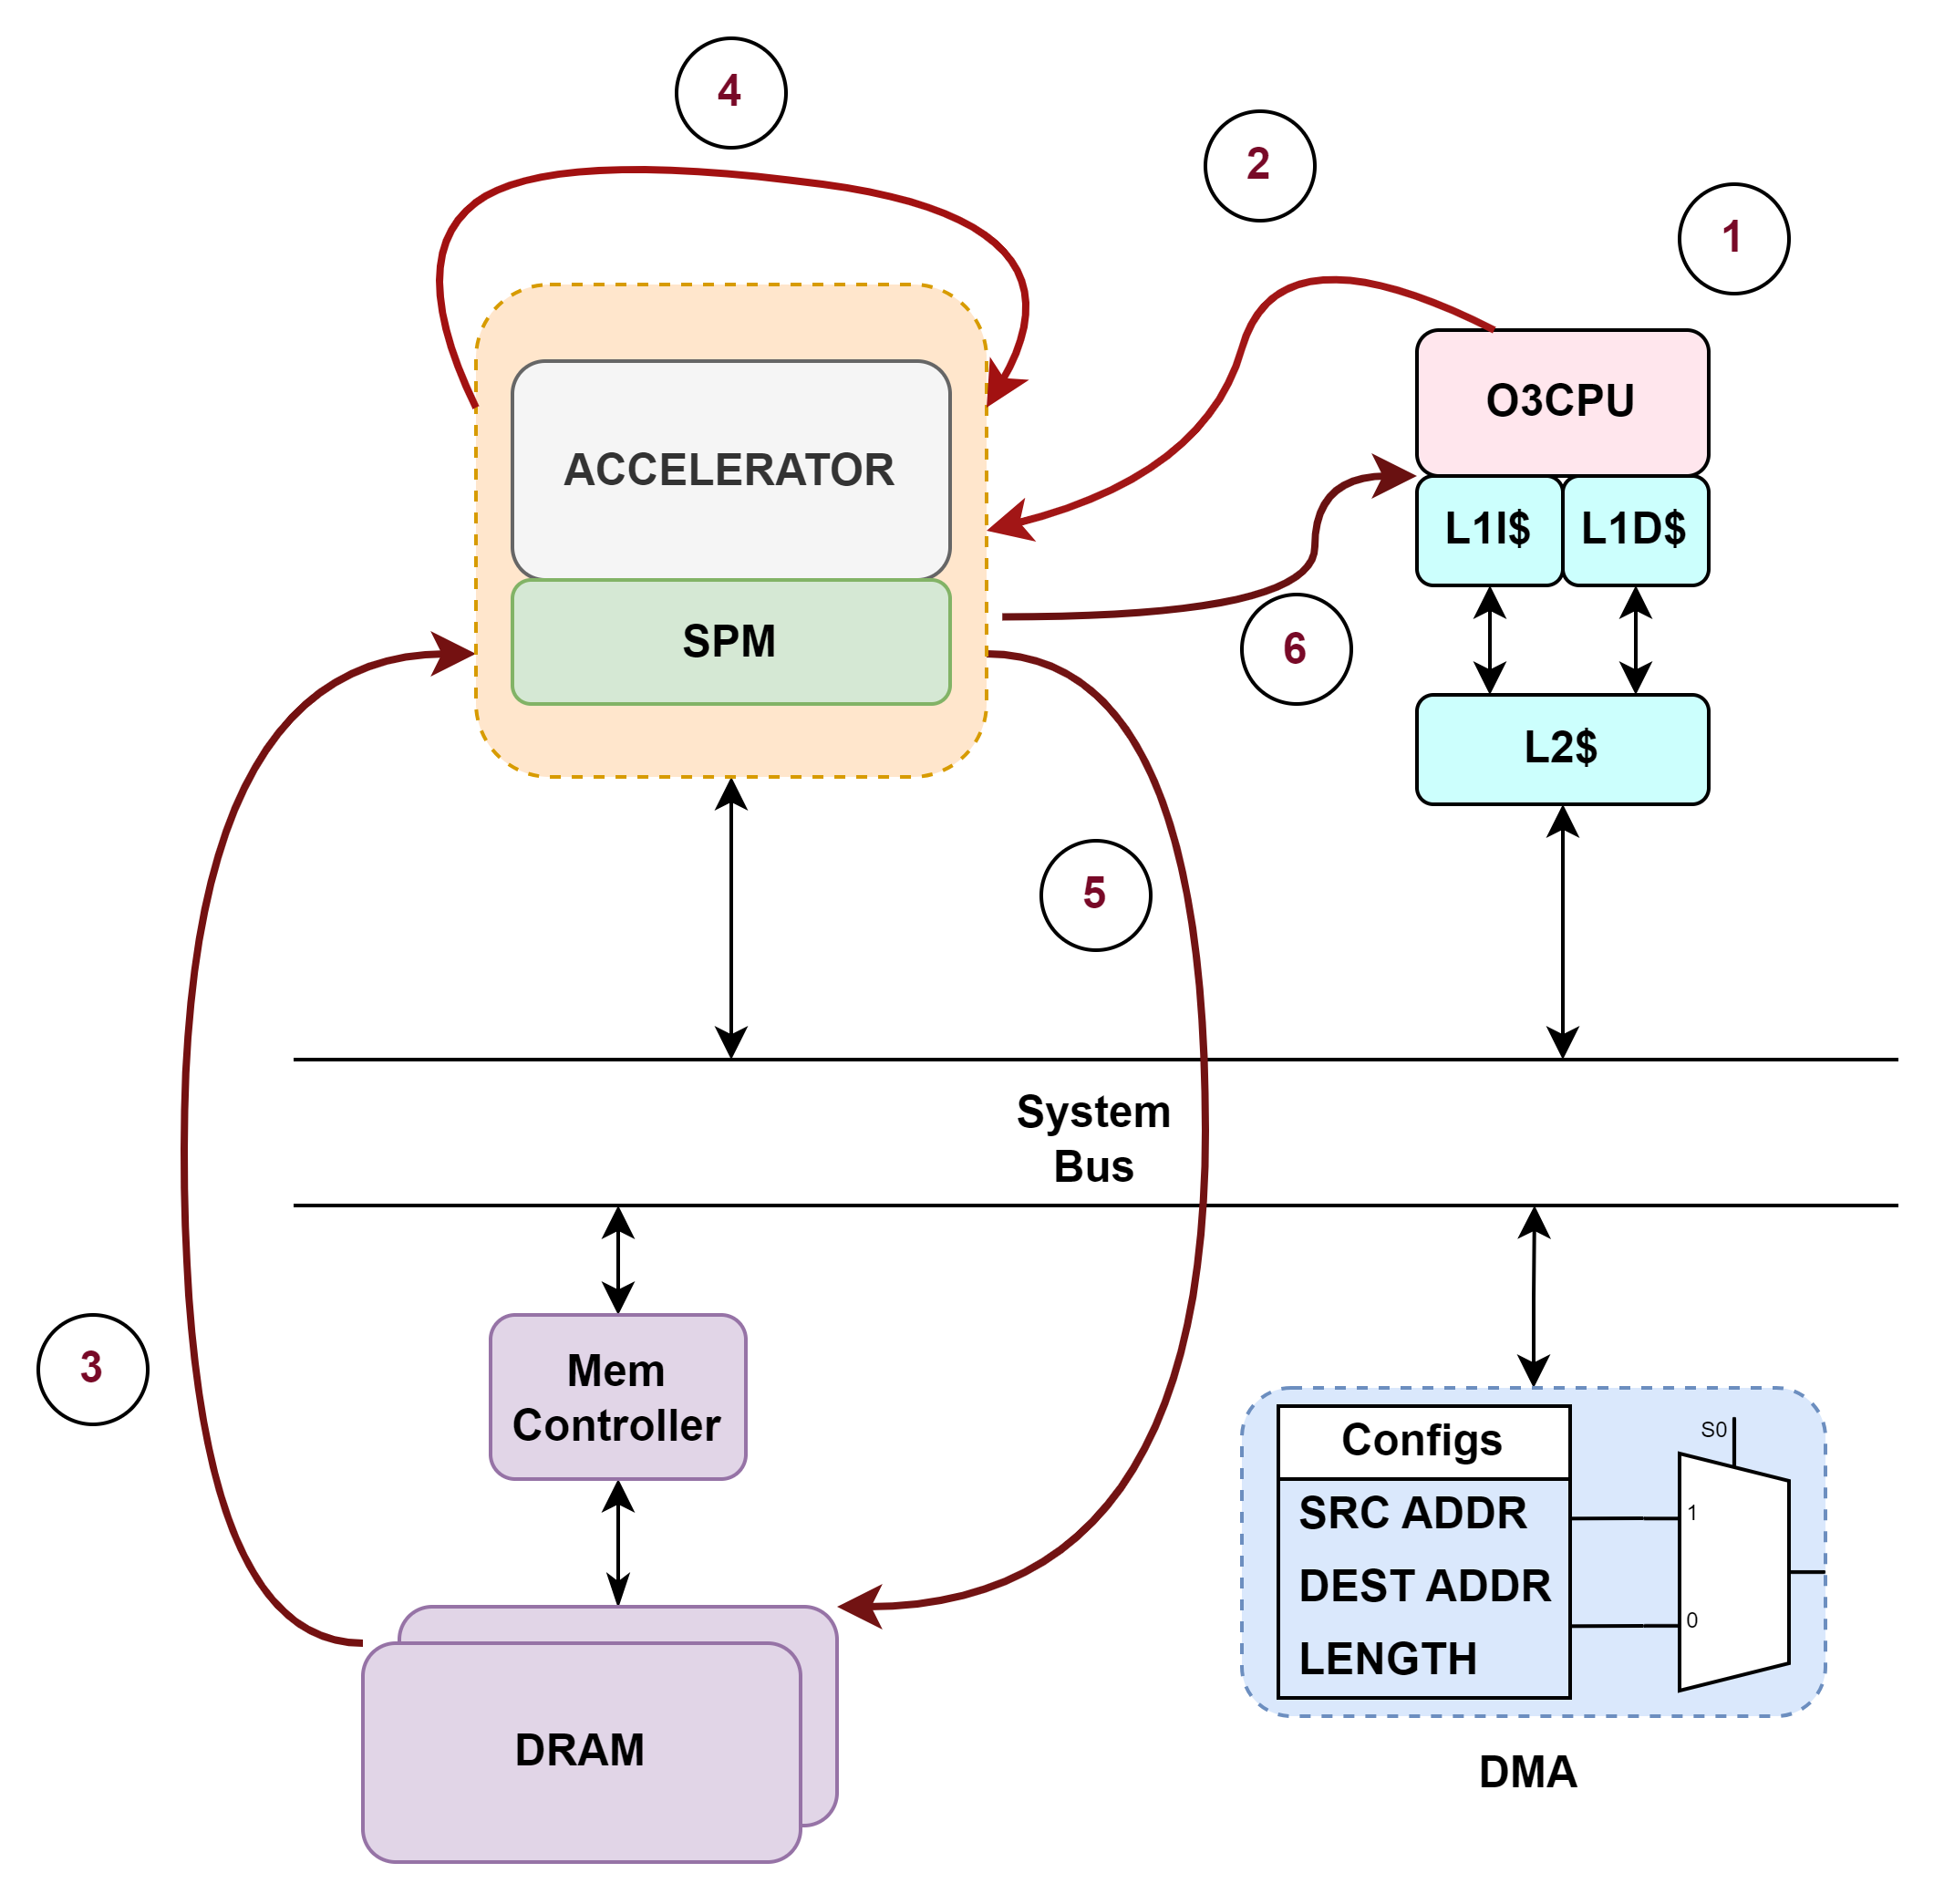 4
2
1
O3CPU
ACCELERATOR
L1I$
L1D$
SPM
6
L2$
5
System
Bus
3
Mem
Controller
Configs
S0
SRC ADDR
1
DEST ADDR
0
LENGTH
DRAM
DMA